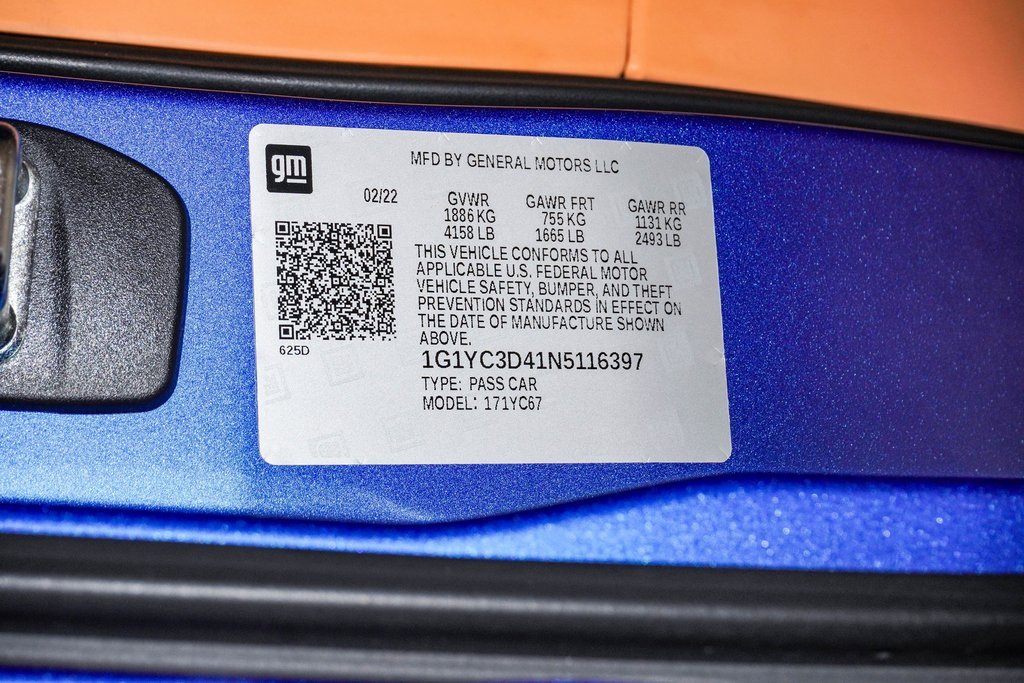 gm
MFD BY GENERAL MOTORS LLC
02/22
GVWR GAWR FRT GAWR RR
1886 KG 755 KG 1131 KG
4158 LB 1665 LB 2493 LB
THIS VEHICLE CONFORMS TO ALL
APPLICABLE U.S. FEDERAL MOTOR
VEHICLE SAFETY, BUMPER, AND THEFT
PREVENTION STANDARDS IN EFFECT ON
THE DATE OF MANUFACTURE SHOWN
ABOVE.
625D
1G1YC3D41N5116397
TYPE: PASS CAR
MODEL: 171YC67